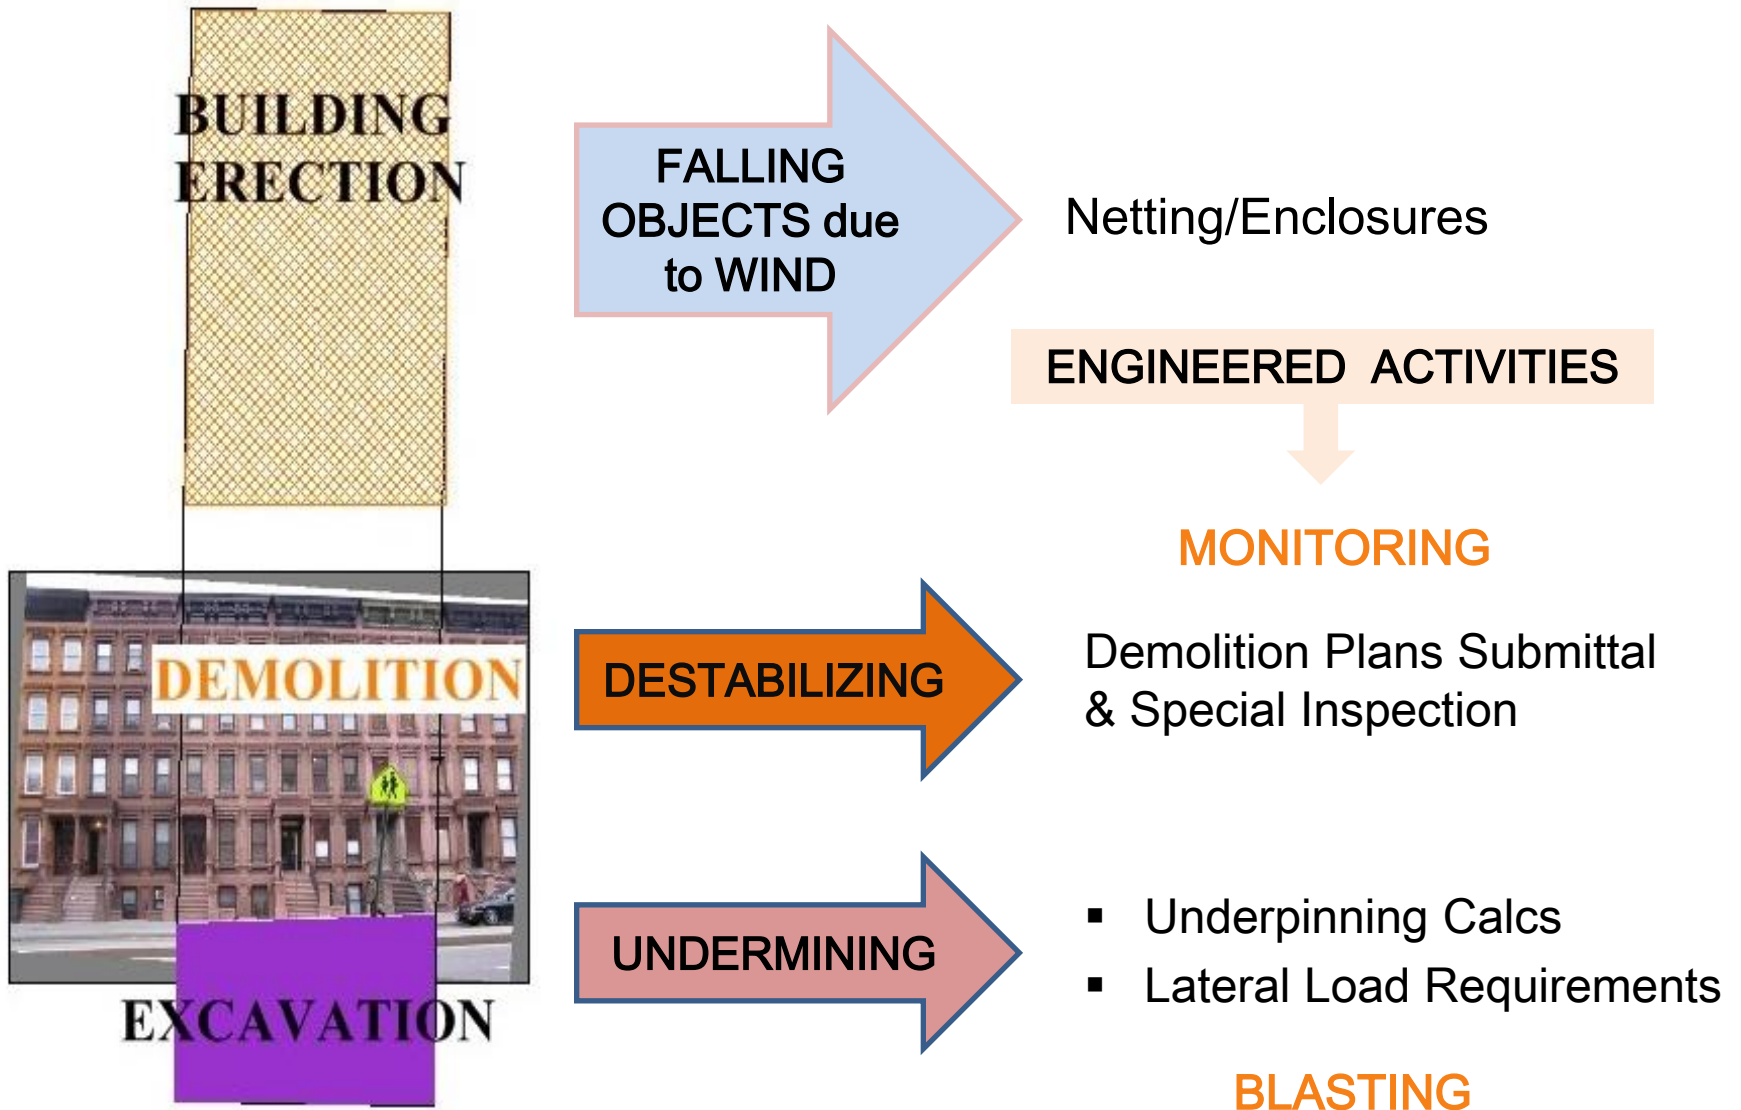 BUILDING
ERECTION
FALLING
OBJECTS due
to WIND
Netting/Enclosures
ENGINEERED ACTIVITIES
MONITORING
DEMOLITION
DESTABILIZING
Demolition Plans Submittal
& Special Inspection
EXCAVATION
UNDERMINING
▪ Underpinning Calcs
▪ Lateral Load Requirements
BLASTING